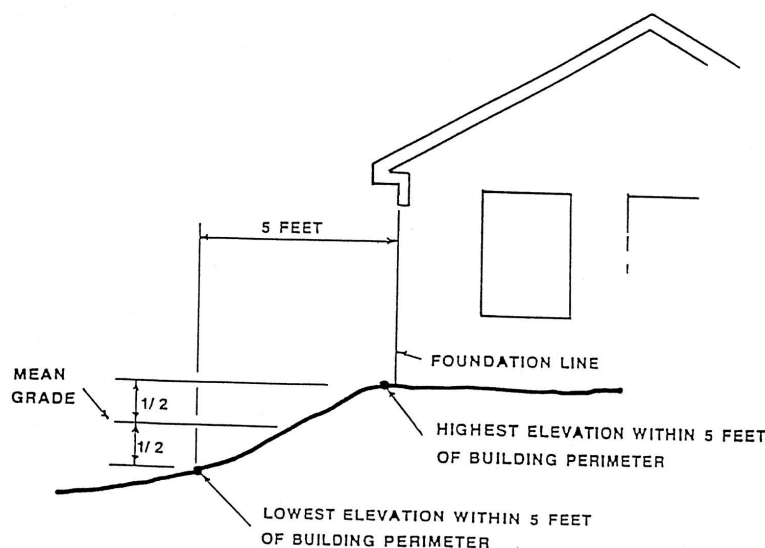 5 FEET
FOUNDATION LINE
MEAN
GRADE
1/2
1/2
HIGHEST ELEVATION WITHIN 5 FEET
OF BUILDING PERIMETER
LOWEST ELEVATION WITHIN 5 FEET
OF BUILDING PERIMETER